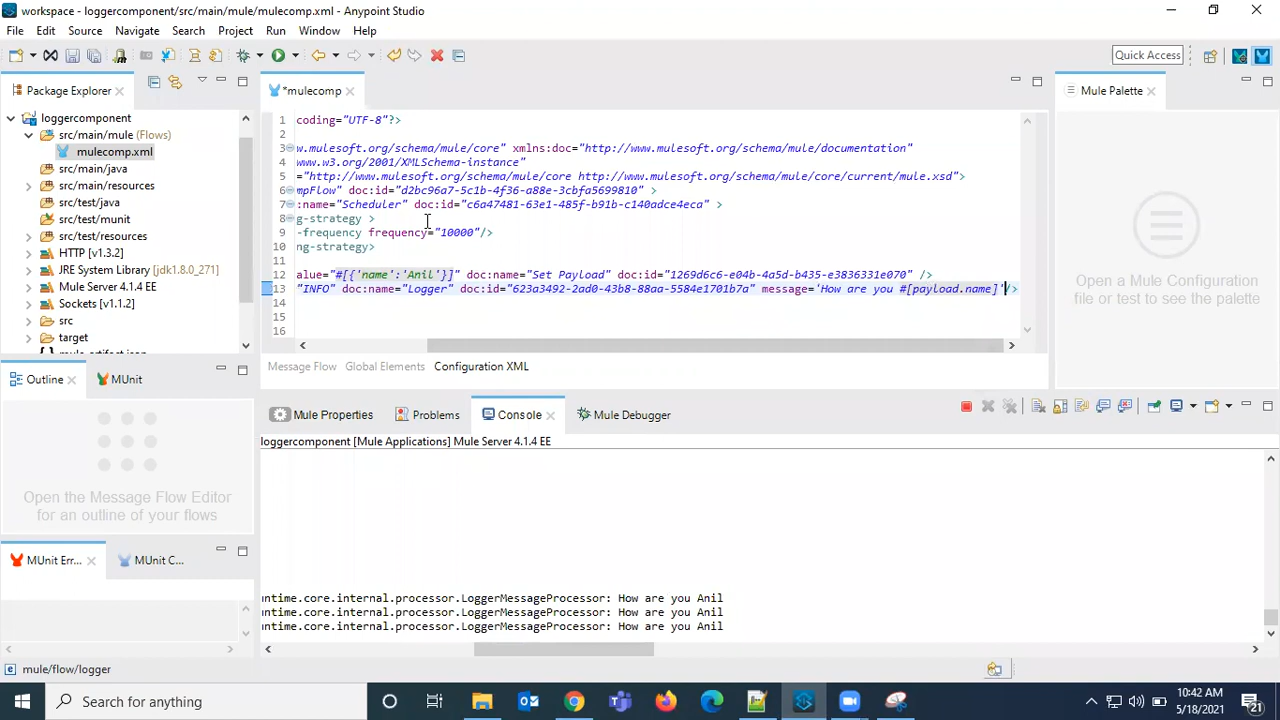 workspace - loggercomponent/src/main/mule/mulecomp.xml - Anypoint Studio
File Edit Source Navigate Search Project Run Window Help
Quick Access
Package Explorer
loggercomponent
src/main/mule (Flows)
mulecomp.xml
src/main/java
src/main/resources
src/test/java
src/test/munit
src/test/resources
HTTP [v1.3.2]
JRE System Library [jdk1.8.0_271]
Mule Server 4.1.4 EE
Sockets [v1.1.2]
src
target
mule-artifact.json
*mulecomp
1 coding="UTF-8"?>
2
3 w.mulesoft.org/schema/mule/core" xmlns:doc="http://www.mulesoft.org/schema/mule/documentation"
4 www.w3.org/2001/XMLSchema-instance"
5 ="http://www.mulesoft.org/schema/mule/core http://www.mulesoft.org/schema/mule/core/current/mule.xsd">
6 mpFlow" doc:id="d2bc96a7-5c1b-4f36-a88e-3cbfa5699810" >
7 :name="Scheduler" doc:id="c6a47481-63e1-485f-b91b-c140adce4eca" >
8 g-strategy >
9 -frequency frequency="10000"/>
10 ng-strategy>
11
12 alue="#[{'name':'Anil'}]" doc:name="Set Payload" doc:id="1269d6c6-e04b-4a5d-b435-e3836331e070" />
13 "INFO" doc:name="Logger" doc:id="623a3492-2ad0-43b8-88aa-5584e1701b7a" message='How are you #[payload.name]'/>
14
15
16
Message Flow Global Elements Configuration XML
Mule Palette
Open a Mule Configuration
file or test to see the palette
Outline
MUnit
Open the Message Flow Editor
for an outline of your flows
MUnit Err...
MUnit C...
Mule Properties
Problems
Console
Mule Debugger
loggercomponent [Mule Applications] Mule Server 4.1.4 EE
untime.core.internal.processor.LoggerMessageProcessor: How are you Anil
untime.core.internal.processor.LoggerMessageProcessor: How are you Anil
untime.core.internal.processor.LoggerMessageProcessor: How are you Anil
mule/flow/logger
Search for anything
10:42 AM
5/18/2021
21